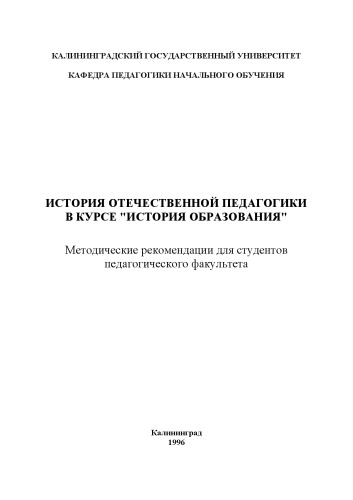 КАЛИНИНГРАДСКИЙ ГОСУДАРСТВЕННЫЙ УНИВЕРСИТЕТ
КАФЕДРА ПЕДАГОГИКИ НАЧАЛЬНОГО ОБУЧЕНИЯ
ИСТОРИЯ ОТЕЧЕСТВЕННОЙ ПЕДАГОГИКИ
В КУРСЕ "ИСТОРИЯ ОБРАЗОВАНИЯ"
Методические рекомендации для студентов
педагогического факультета
Калининград
1996